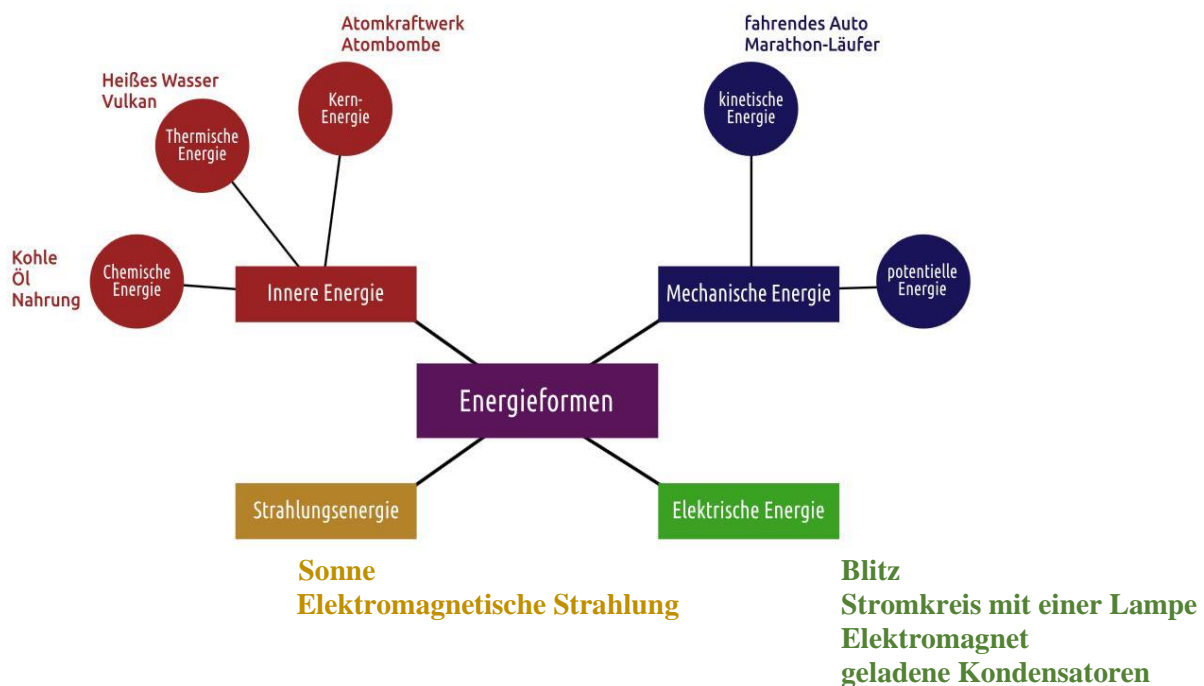 Atomkraftwerk
Atombombe
Kern-
Energie
Heißes Wasser
Vulkan
Thermische
Energie
Kohle
Öl
Nahrung
Chemische
Energie
Innere Energie
fahrendes Auto
Marathon-Läufer
kinetische
Energie
Mechanische Energie
potentielle
Energie
Energieformen
Strahlungsenergie
Sonne
Elektromagnetische Strahlung
Elektrische Energie
Blitz
Stromkreis mit einer Lampe
Elektromagnet
geladene Kondensatoren